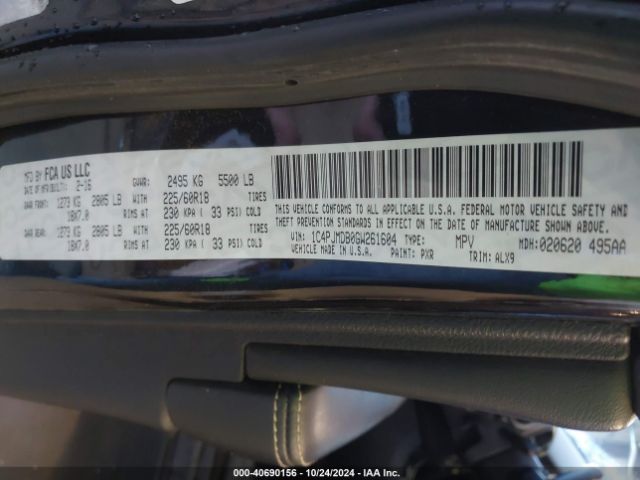 MFD BY FCA US LLC
DATE OF MFR/BUILT: 2-16 GVWR: 2495 KG 5500 LB
GAWR FRONT: 1273 KG 2805 LB WITH 225/60R18 TIRES
18X7.0 RIMS AT 230 KPA ( 33 PSI) COLD
GAWR REAR: 1273 KG 2805 LB WITH 225/60R18 TIRES
18X7.0 RIMS AT 230 KPA ( 33 PSI) COLD
THIS VEHICLE CONFORMS TO ALL APPLICABLE U.S.A. FEDERAL MOTOR VEHICLE SAFETY AND
THEFT PREVENTION STANDARDS IN EFFECT ON THE DATE OF MANUFACTURE SHOWN ABOVE.
VIN: 1C4PJMDB0GW261604 TYPE: MPV MDH: 020620 495AA
VEHICLE MADE IN U.S.A. PAINT: PXR TRIM: ALX9
000-40690156 - 10/24/2024 - IAA Inc.